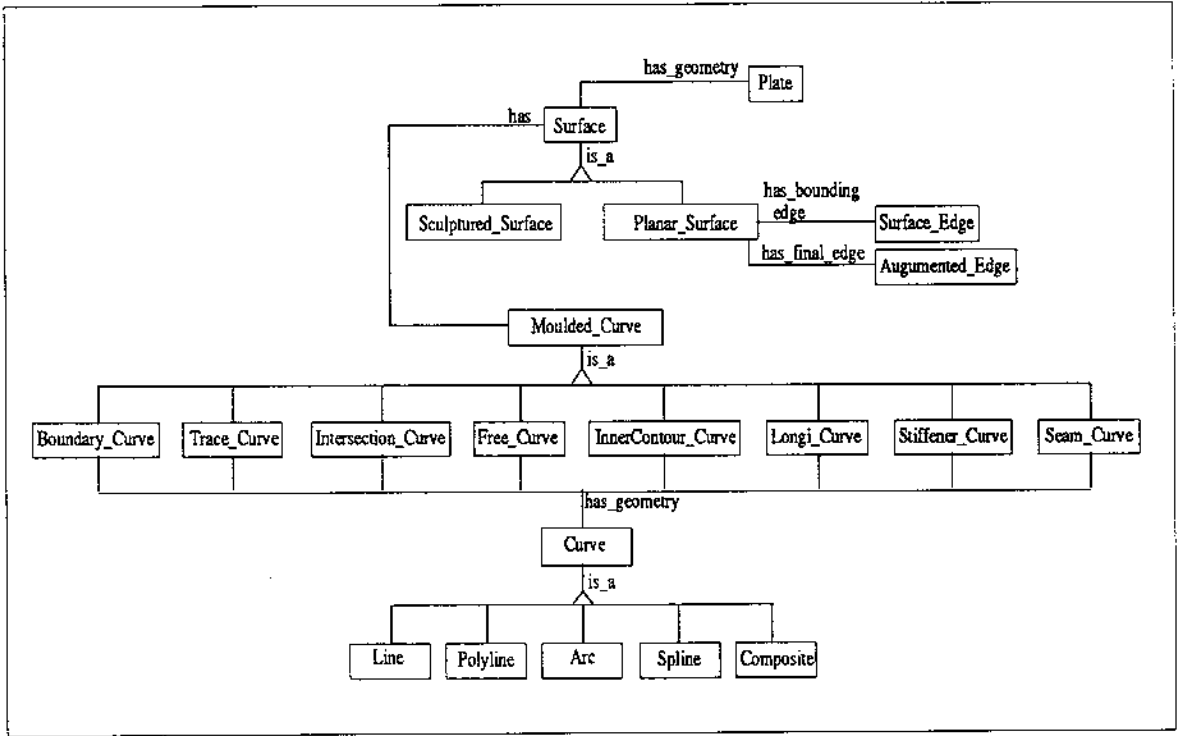 has_geometry
Plate
has
Surface
is_a
Sculptured_Surface
Planar_Surface
has_bounding
edge
Surface_Edge
has_final_edge
Augumented_Edge
Moulded_Curve
is_a
Boundary_Curve
Trace_Curve
Intersection_Curve
Free_Curve
InnerContour_Curve
Longi_Curve
Stiffener_Curve
Seam_Curve
has_geometry
Curve
is_a
Line
Polyline
Arc
Spline
Composite